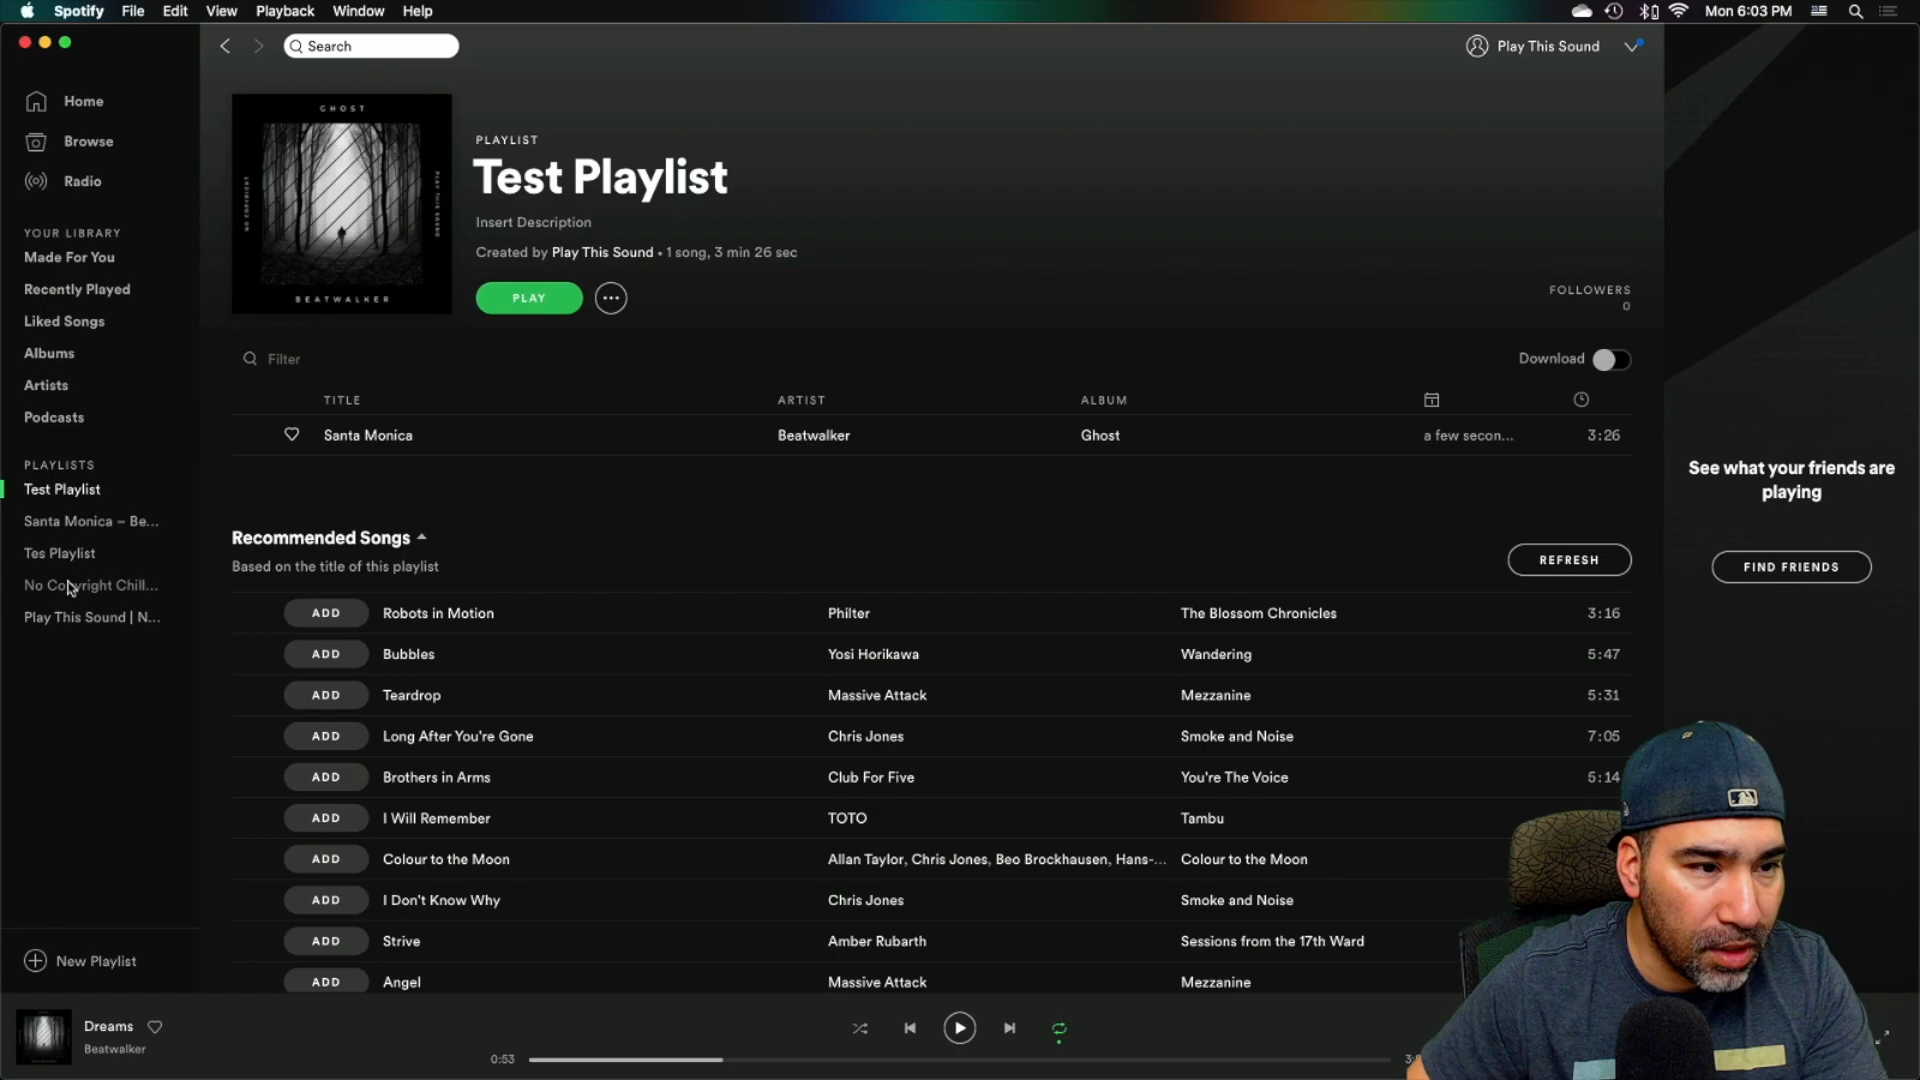 Spotify File Edit View Playback Window Help Mon 6:03 PM
Search
Play This Sound
Home
Browse
Radio
YOUR LIBRARY
Made For You
Recently Played
Liked Songs
Albums
Artists
Podcasts
PLAYLISTS
Test Playlist
Santa Monica – Be...
Tes Playlist
No Copyright Chill...
Play This Sound | N...
New Playlist
GHOST
NO COPYRIGHT
PLAY THIS SOUND
BEATWALKER
PLAYLIST
Test Playlist
Insert Description
Created by Play This Sound • 1 song, 3 min 26 sec
PLAY
FOLLOWERS
0
Filter
Download
TITLE ARTIST ALBUM
Santa Monica Beatwalker Ghost a few secon... 3:26
Recommended Songs
Based on the title of this playlist
REFRESH
ADD Robots in Motion Philter The Blossom Chronicles 3:16
ADD Bubbles Yosi Horikawa Wandering 5:47
ADD Teardrop Massive Attack Mezzanine 5:31
ADD Long After You're Gone Chris Jones Smoke and Noise 7:05
ADD Brothers in Arms Club For Five You're The Voice 5:14
ADD I Will Remember TOTO Tambu
ADD Colour to the Moon Allan Taylor, Chris Jones, Beo Brockhausen, Hans-... Colour to the Moon
ADD I Don't Know Why Chris Jones Smoke and Noise
ADD Strive Amber Rubarth Sessions from the 17th Ward
ADD Angel Massive Attack Mezzanine
See what your friends are
playing
FIND FRIENDS
Dreams
Beatwalker
0:53